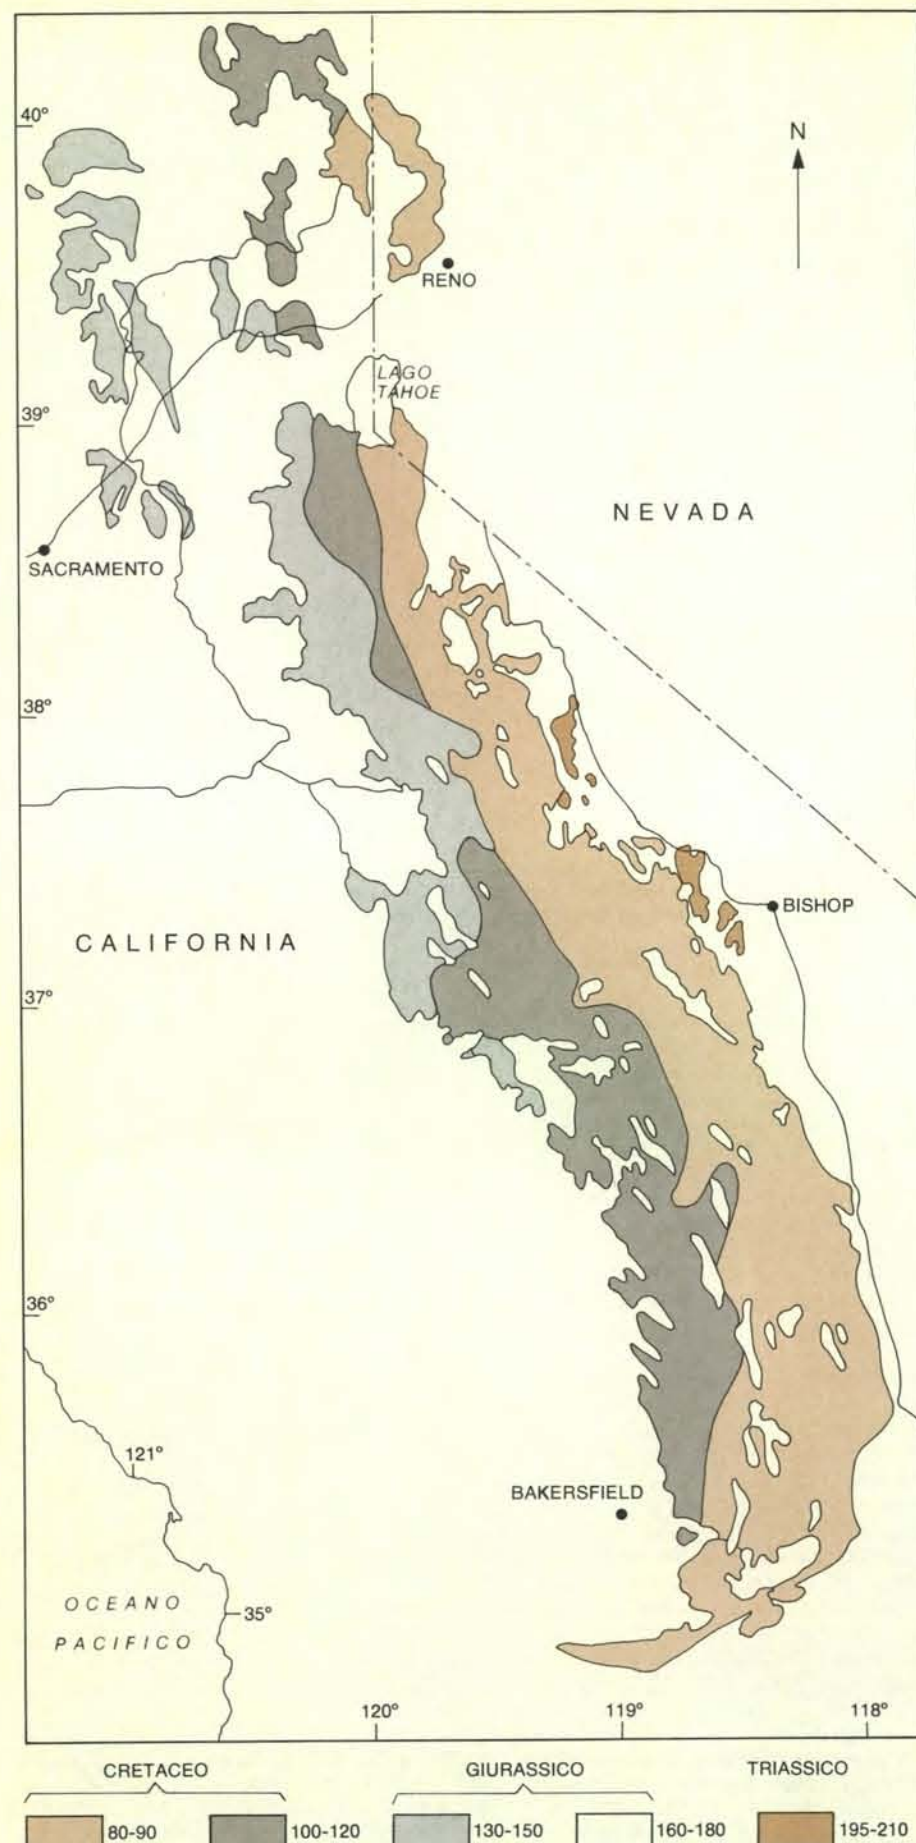 40°
N
RENO
LAGO
TAHOE
39°
NEVADA
SACRAMENTO
38°
BISHOP
CALIFORNIA
37°
36°
121°
BAKERSFIELD
OCEANO
PACIFICO
35°
120°
119°
118°
CRETACEO
GIURASSICO
TRIASSICO
80-90
100-120
130-150
160-180
195-210